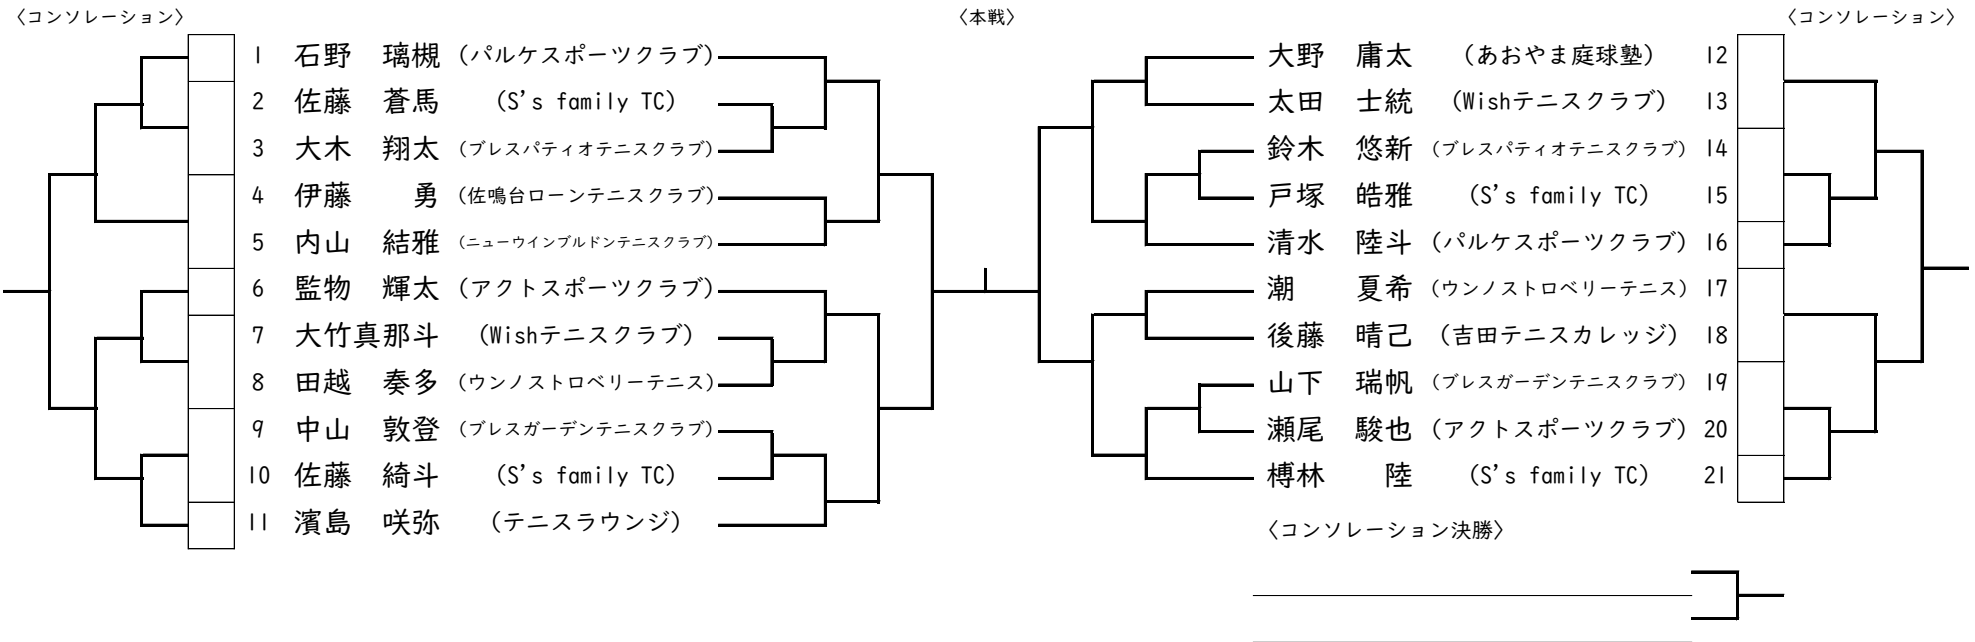 〈コンソレーション〉
〈本戦〉
〈コンソレーション〉
1 石野 璃槻 (パルケスポーツクラブ)
2 佐藤 蒼馬 (S's family TC)
3 大木 翔太 (ブレスパティオテニスクラブ)
4 伊藤 勇 (佐鳴台ローンテニスクラブ)
5 内山 結雅 (ニューウインブルドンテニスクラブ)
6 監物 輝太 (アクトスポーツクラブ)
7 大竹真那斗 (Wishテニスクラブ)
8 田越 奏多 (ウンノストロベリーテニス)
9 中山 敦登 (ブレスガーデンテニスクラブ)
10 佐藤 綺斗 (S's family TC)
11 濱島 咲弥 (テニスラウンジ)
大野 庸太 (あおやま庭球塾) 12
太田 士統 (Wishテニスクラブ) 13
鈴木 悠新 (ブレスパティオテニスクラブ) 14
戸塚 皓雅 (S's family TC) 15
清水 陸斗 (パルケスポーツクラブ) 16
潮 夏希 (ウンノストロベリーテニス) 17
後藤 晴己 (吉田テニスカレッジ) 18
山下 瑞帆 (ブレスガーデンテニスクラブ) 19
瀬尾 駿也 (アクトスポーツクラブ) 20
榑林 陸 (S's family TC) 21
〈コンソレーション決勝〉